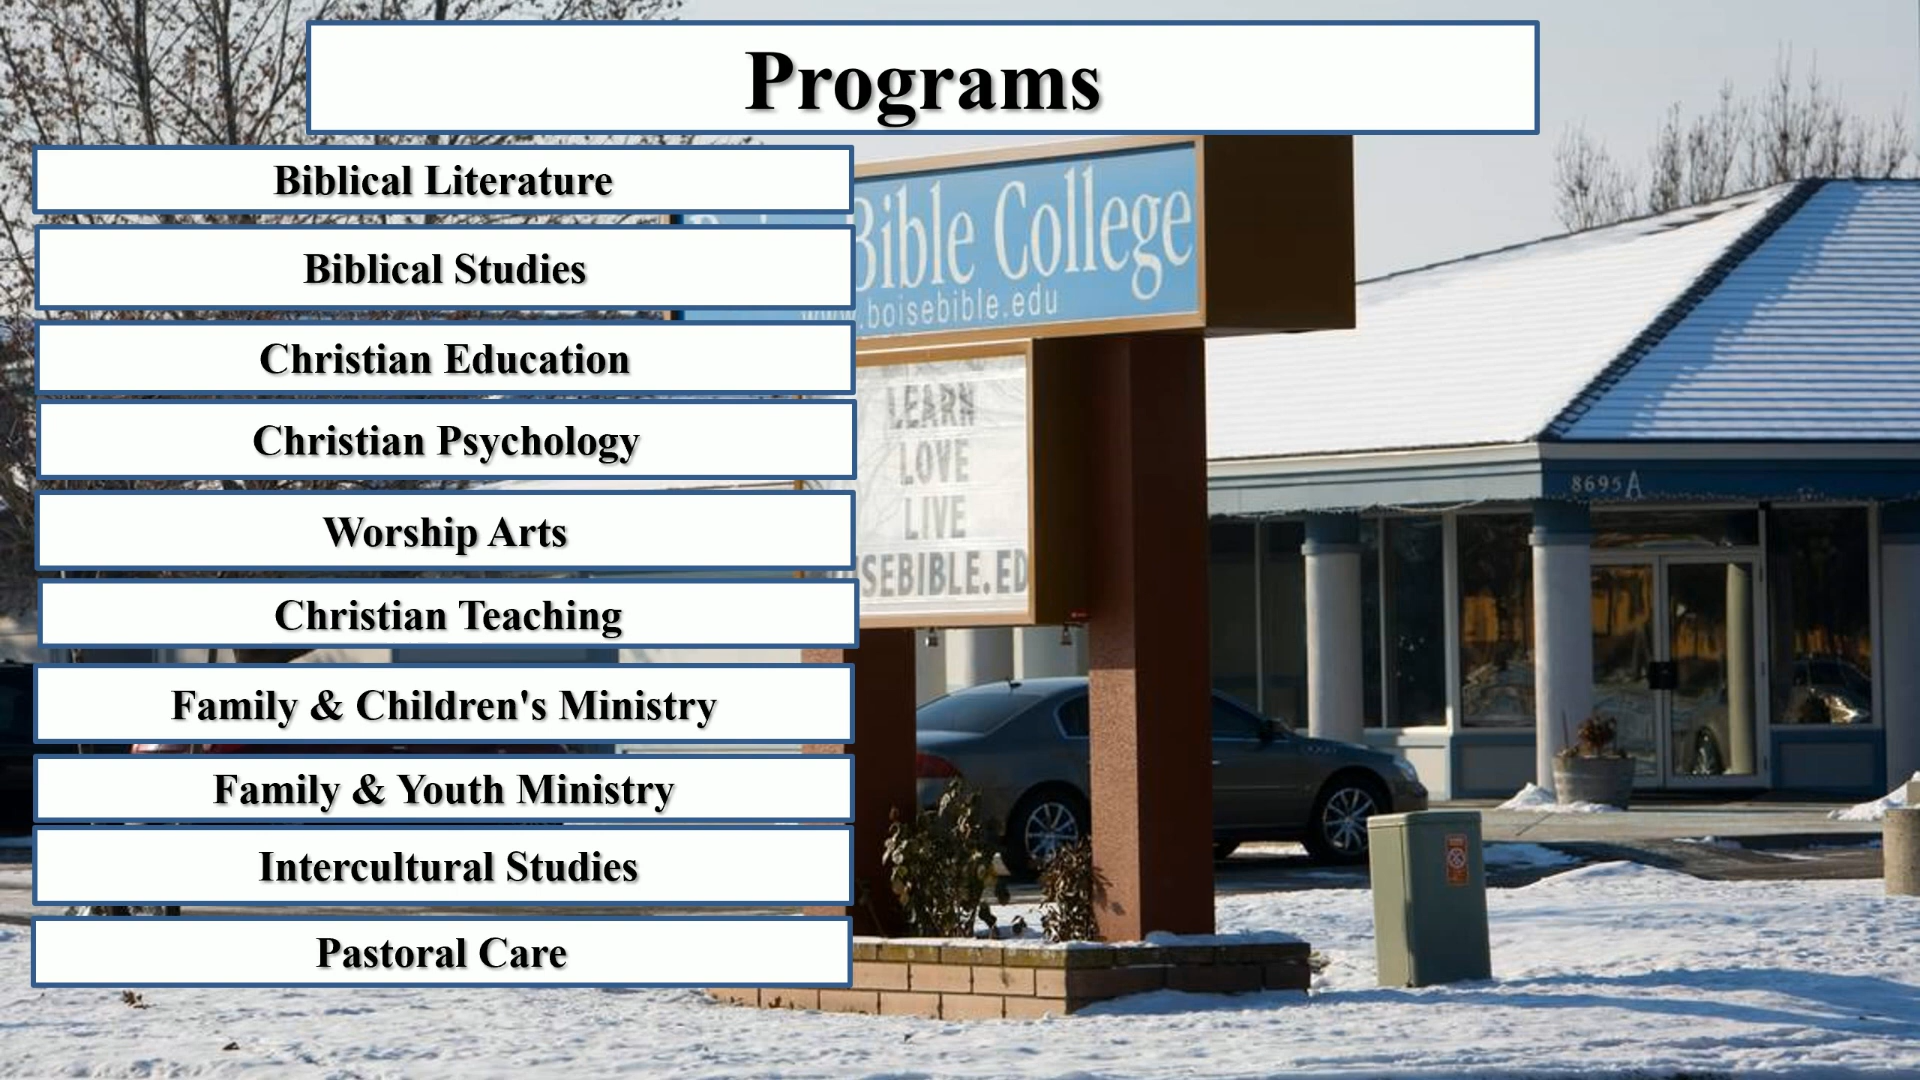 Programs
Biblical Literature
Biblical Studies
Christian Education
Christian Psychology
Worship Arts
Christian Teaching
Family & Children's Ministry
Family & Youth Ministry
Intercultural Studies
Pastoral Care
Bible College
www.boisebible.edu
LEARN
LOVE
LIVE
SEBIBLE.ED
8695 A